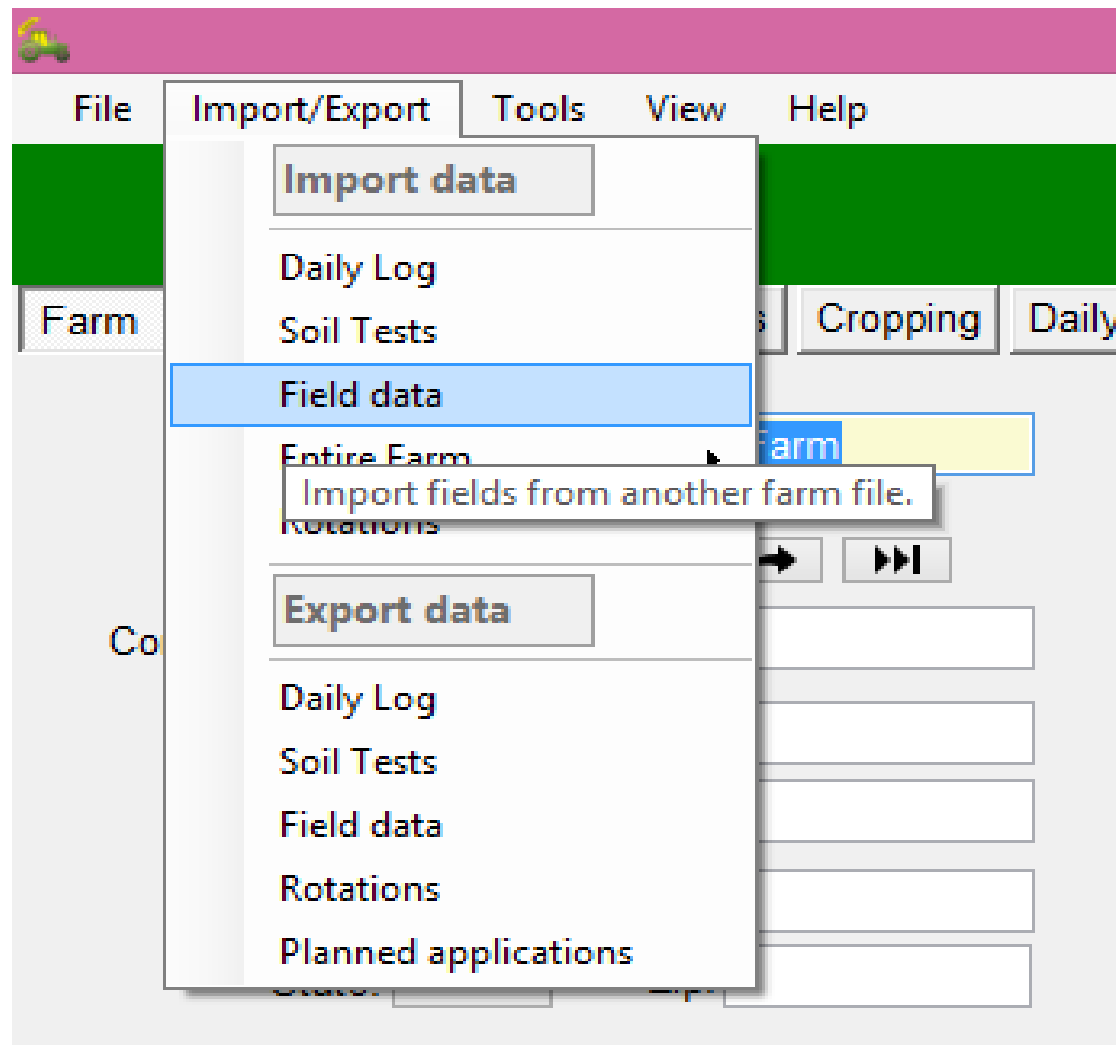 File Import/Export Tools View Help
Import data
Daily Log
Farm Cropping Daily
Soil Tests
Field data
Entire Farm Farm
Import fields from another farm file.
Rotations
Export data
Daily Log
Soil Tests
Field data
Rotations
Planned applications
State: Zip: